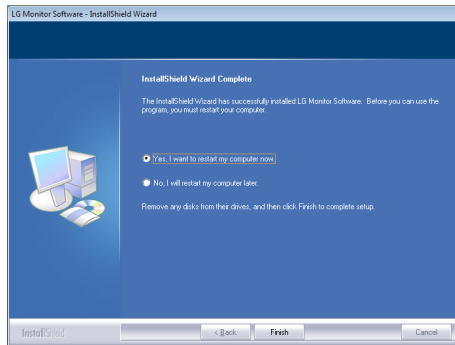 LG Monitor Software - InstallShield Wizard
InstallShield Wizard Complete
The InstallShield Wizard has successfully installed LG Monitor Software. Before you can use the
program, you must restart your computer.
Yes, I want to restart my computer now.
No, I will restart my computer later.
Remove any disks from their drives, and then click Finish to complete setup.
InstallShield
< Back
Finish
Cancel